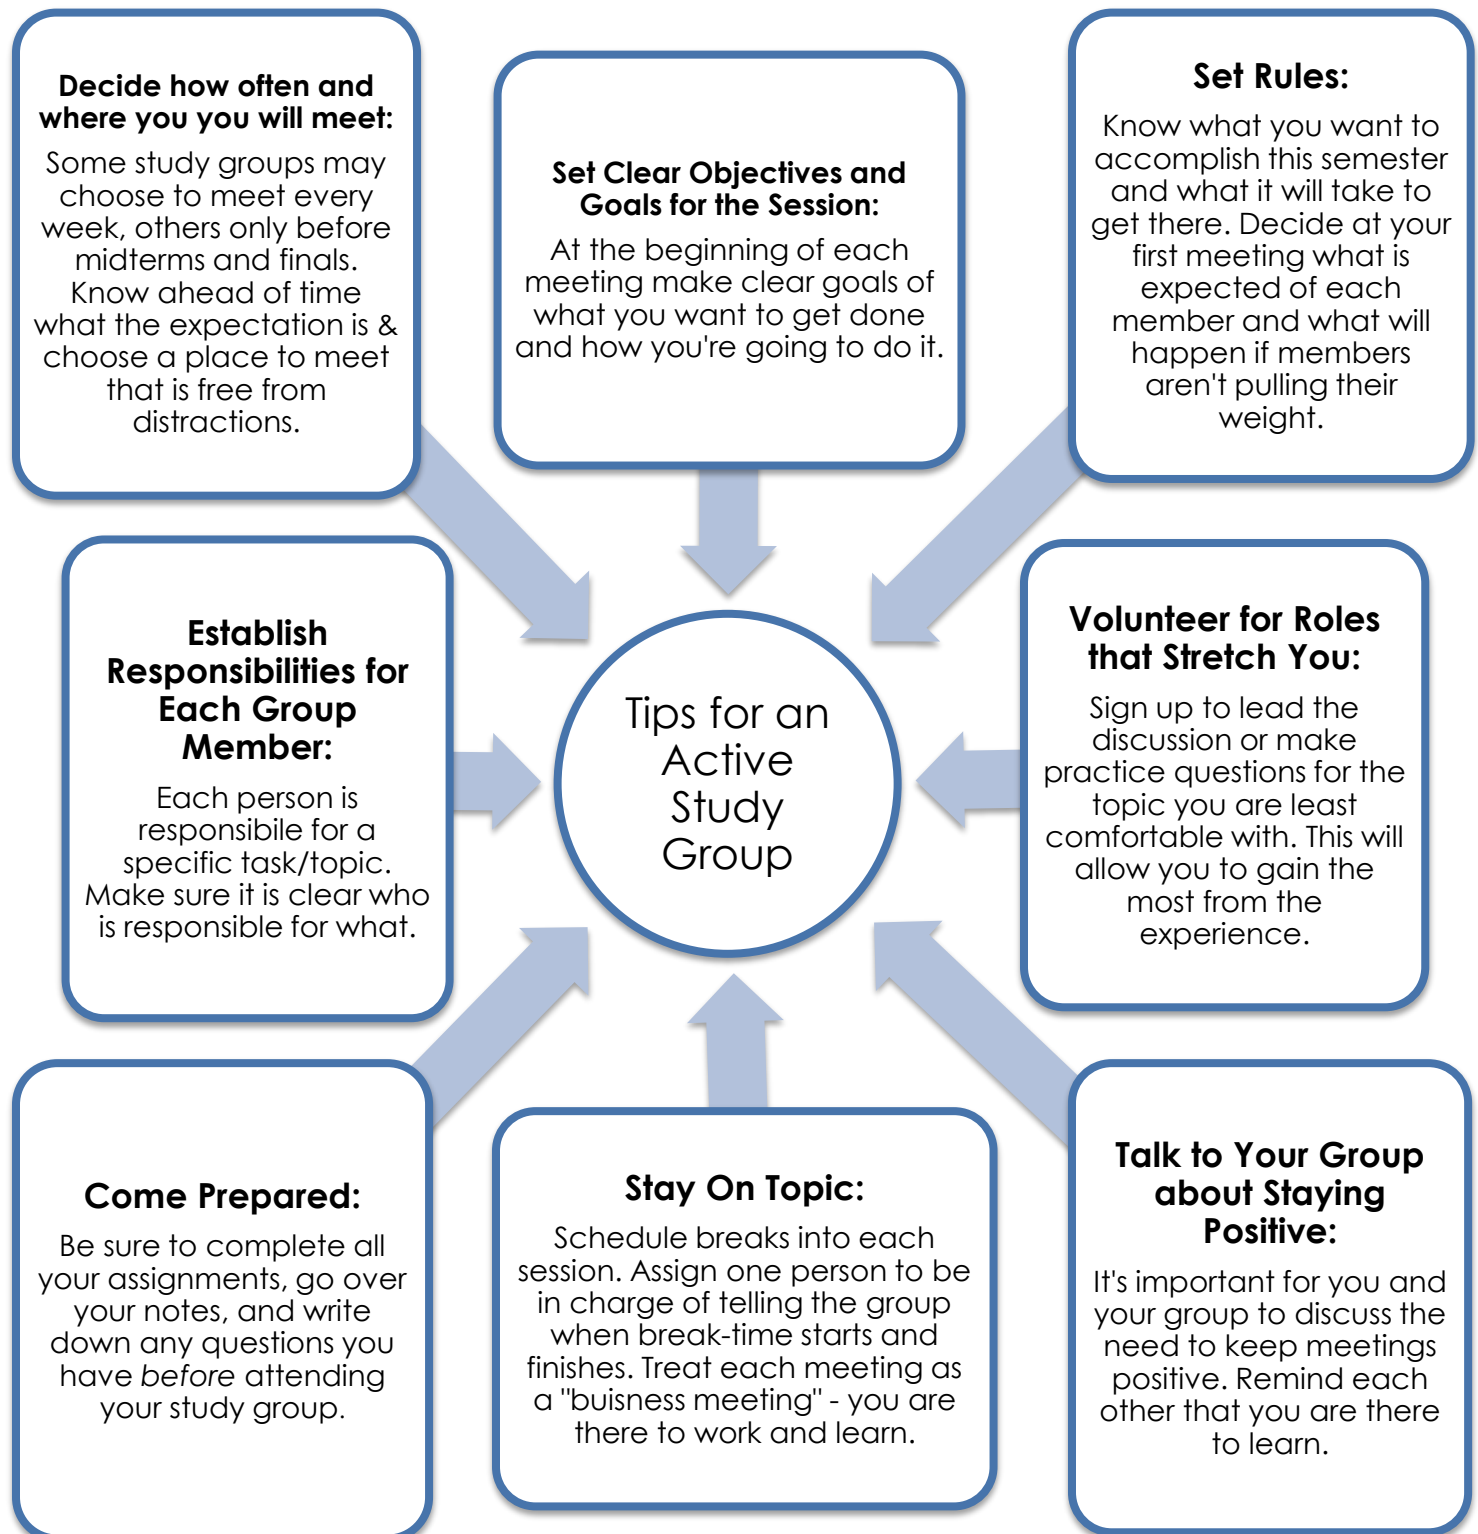 Decide how often and
where you you will meet:
Some study groups may
choose to meet every
week, others only before
midterms and finals.
Know ahead of time
what the expectation is &
choose a place to meet
that is free from
distractions.
Set Clear Objectives and
Goals for the Session:
At the beginning of each
meeting make clear goals of
what you want to get done
and how you're going to do it.
Set Rules:
Know what you want to
accomplish this semester
and what it will take to
get there. Decide at your
first meeting what is
expected of each
member and what will
happen if members
aren't pulling their
weight.
Establish
Responsibilities for
Each Group
Member:
Each person is
responsibile for a
specific task/topic.
Make sure it is clear who
is responsible for what.
Tips for an
Active
Study
Group
Volunteer for Roles
that Stretch You:
Sign up to lead the
discussion or make
practice questions for the
topic you are least
comfortable with. This will
allow you to gain the
most from the
experience.
Come Prepared:
Be sure to complete all
your assignments, go over
your notes, and write
down any questions you
have before attending
your study group.
Stay On Topic:
Schedule breaks into each
session. Assign one person to be
in charge of telling the group
when break-time starts and
finishes. Treat each meeting as
a "buisness meeting" - you are
there to work and learn.
Talk to Your Group
about Staying
Positive:
It's important for you and
your group to discuss the
need to keep meetings
positive. Remind each
other that you are there
to learn.